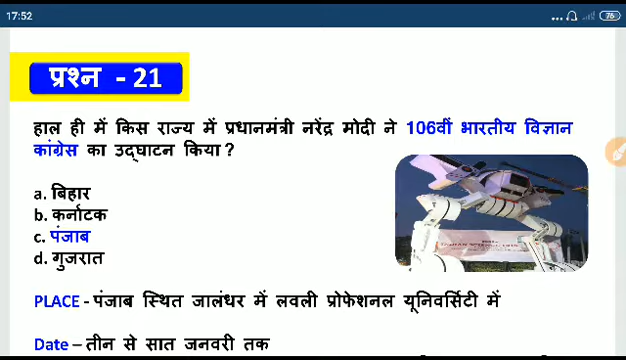 17:52
76
प्रश्न - 21
हाल ही में किस राज्य में प्रधानमंत्री नरेंद्र मोदी ने 106वीं भारतीय विज्ञान
कांग्रेस का उद्घाटन किया ?
a. बिहार
b. कर्नाटक
c. पंजाब
d. गुजरात
PLACE - पंजाब स्थित जालंधर में लवली प्रोफेशनल यूनिवर्सिटी में
Date – तीन से सात जनवरी तक